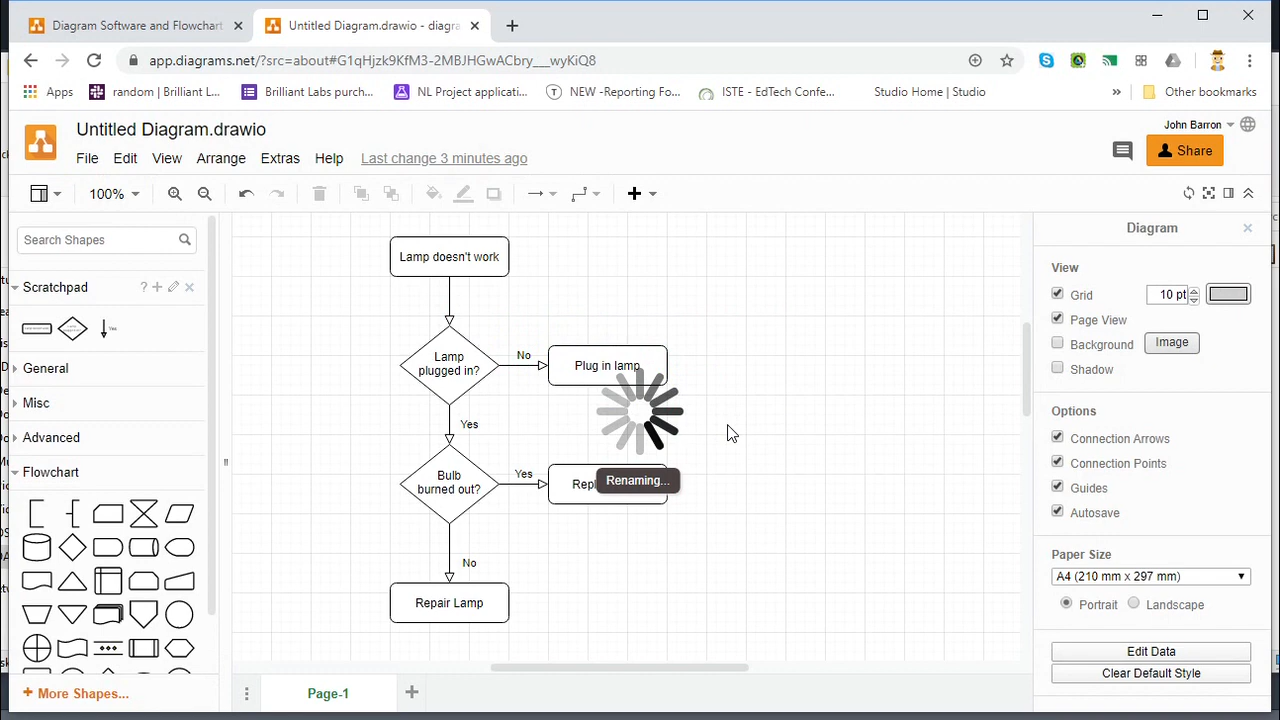 Diagram Software and Flowchart
Untitled Diagram.drawio - diagra
app.diagrams.net/?src=about#G1qHjzk9KfM3-2MBJHGwACbry___wyKiQ8
Apps
random | Brilliant L...
Brilliant Labs purch...
NL Project applicati...
NEW -Reporting Fo...
ISTE - EdTech Confe...
Studio Home | Studio
»
Other bookmarks
Untitled Diagram.drawio
John Barron
File Edit View Arrange Extras Help Last change 3 minutes ago
Share
100%
Search Shapes
Scratchpad
?
Yes
General
Misc
Advanced
Flowchart
More Shapes...
Lamp doesn't work
Lamp
plugged in?
No
Plug in lamp
Yes
Bulb
burned out?
Yes
Repl
Renaming...
No
Repair Lamp
Page-1
Diagram
View
Grid
10 pt
Page View
Background
Image
Shadow
Options
Connection Arrows
Connection Points
Guides
Autosave
Paper Size
A4 (210 mm x 297 mm)
Portrait
Landscape
Edit Data
Clear Default Style